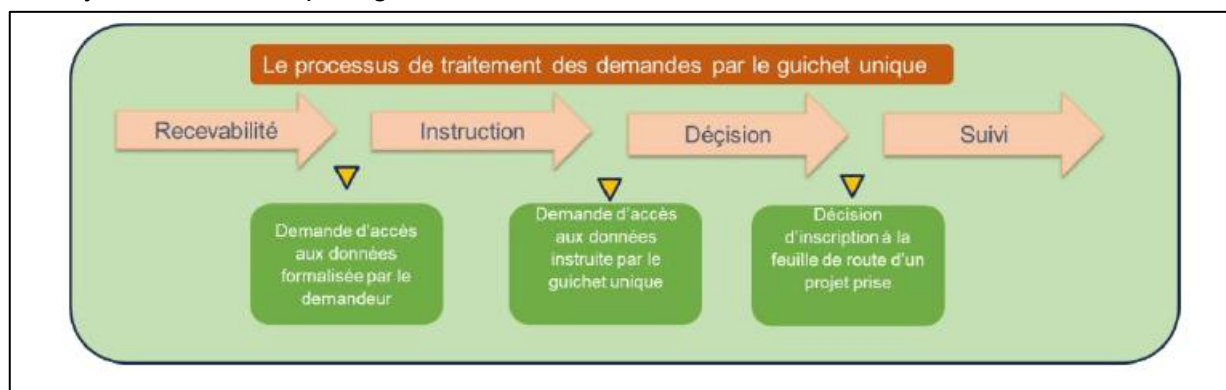 Le processus de traitement des demandes par le guichet unique
Recevabilité
Instruction
Déçision
Suivi
Demande d'accès
aux données
formalisée par le
demandeur
Demande d'accès
aux données
instruite par le
guichet unique
Décision
d'inscription à la
feuille de route d'un
projet prise